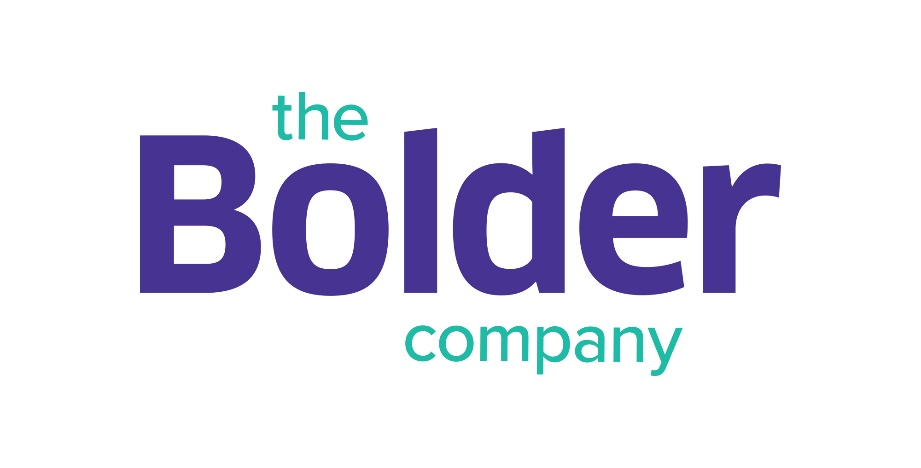 the
Bolder
company